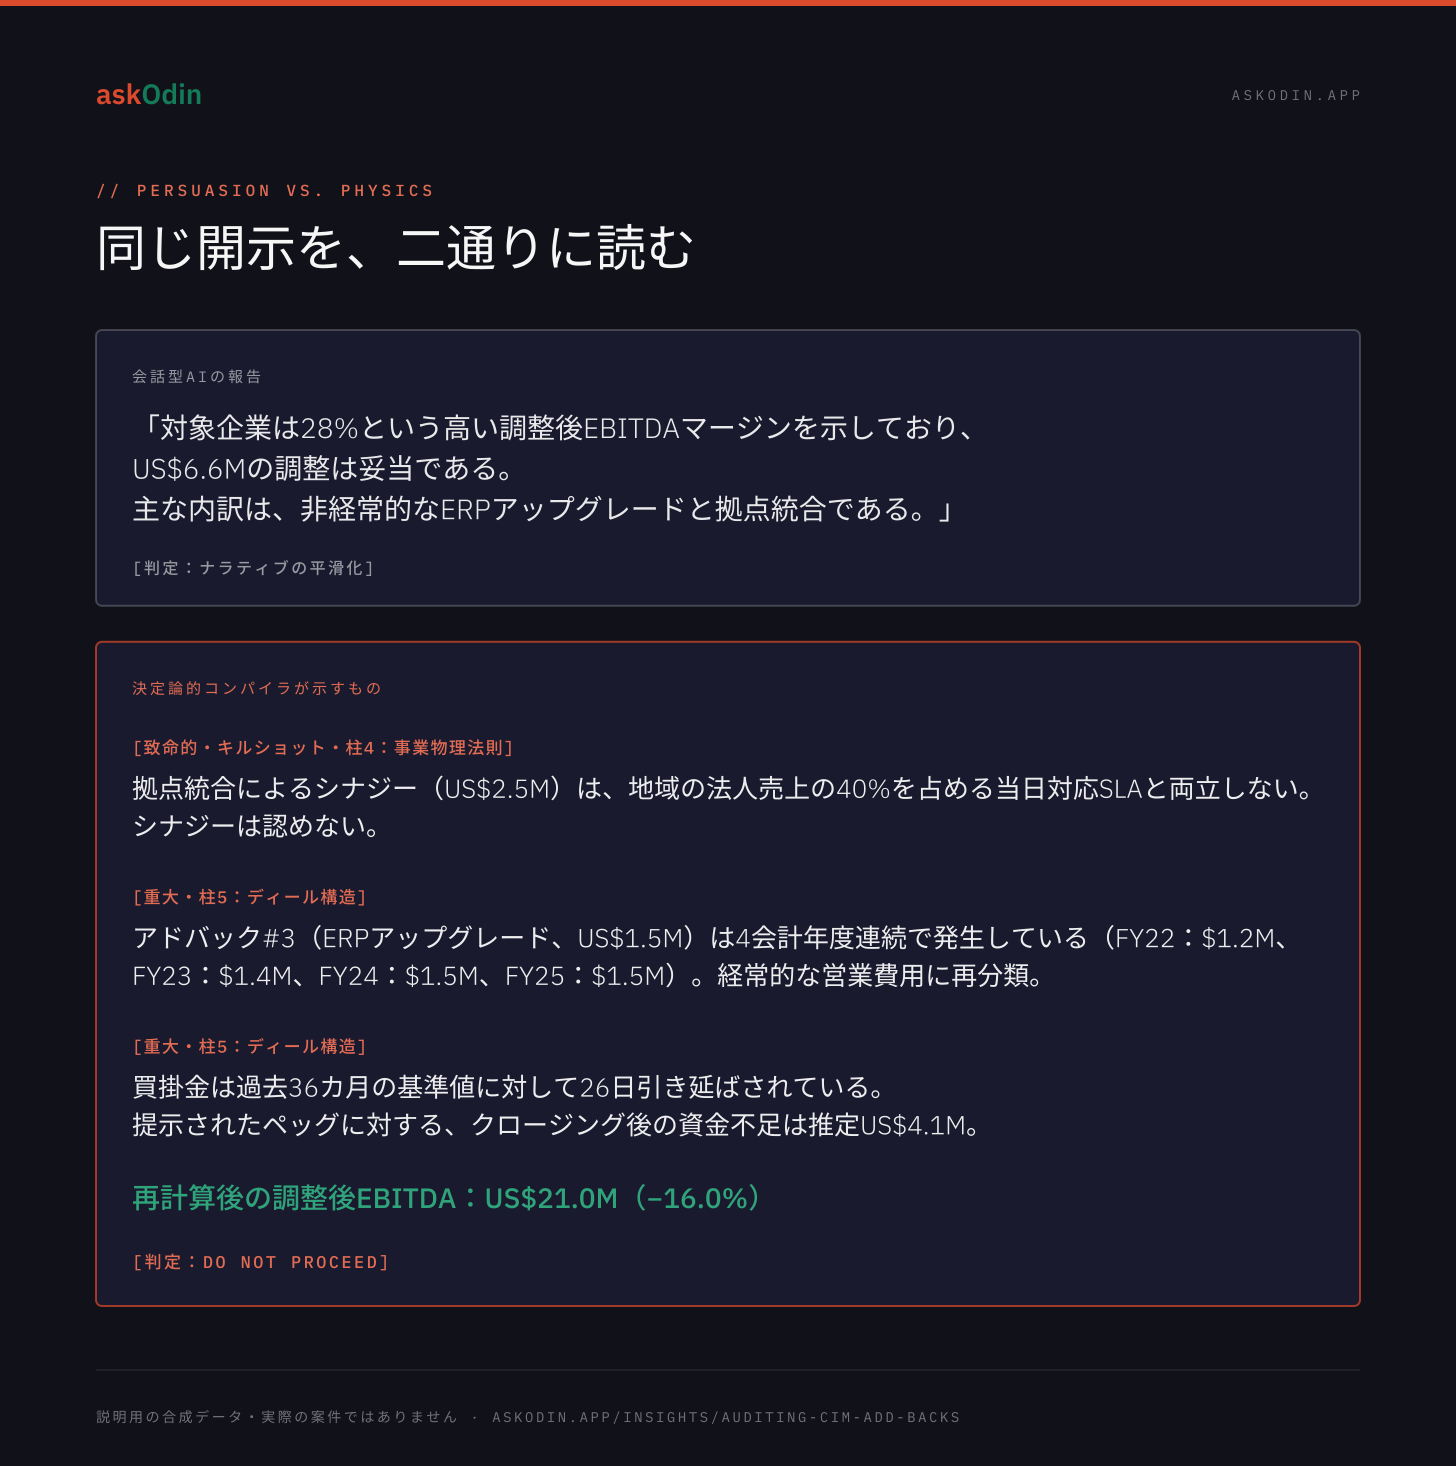 askOdin
ASKODIN.APP
// PERSUASION VS. PHYSICS
同じ開示を、二通りに読む
会話型AIの報告
「対象企業は28%という高い調整後EBITDAマージンを示しており、
US$6.6Mの調整は妥当である。
主な内訳は、非経常的なERPアップグレードと拠点統合である。」
[判定：ナラティブの平滑化]
決定論的コンパイラが示すもの
[致命的・キルショット・柱4：事業物理法則]
拠点統合によるシナジー（US$2.5M）は、地域の法人売上の40%を占める当日対応SLAと両立しない。
シナジーは認めない。
[重大・柱5：ディール構造]
アドバック#3（ERPアップグレード、US$1.5M）は4会計年度連続で発生している（FY22：$1.2M、
FY23：$1.4M、FY24：$1.5M、FY25：$1.5M）。経常的な営業費用に再分類。
[重大・柱5：ディール構造]
買掛金は過去36カ月の基準値に対して26日引き延ばされている。
提示されたペッグに対する、クロージング後の資金不足は推定US$4.1M。
再計算後の調整後EBITDA：US$21.0M（−16.0%）
[判定：DO NOT PROCEED]
説明用の合成データ・実際の案件ではありません · ASKODIN.APP/INSIGHTS/AUDITING-CIM-ADD-BACKS